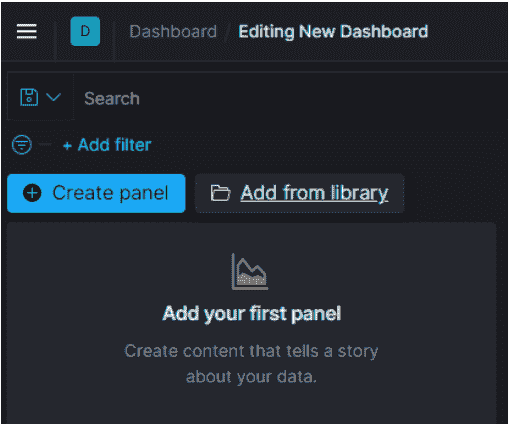 D Dashboard / Editing New Dashboard
Search
+ Add filter
Create panel Add from library
Add your first panel
Create content that tells a story
about your data.